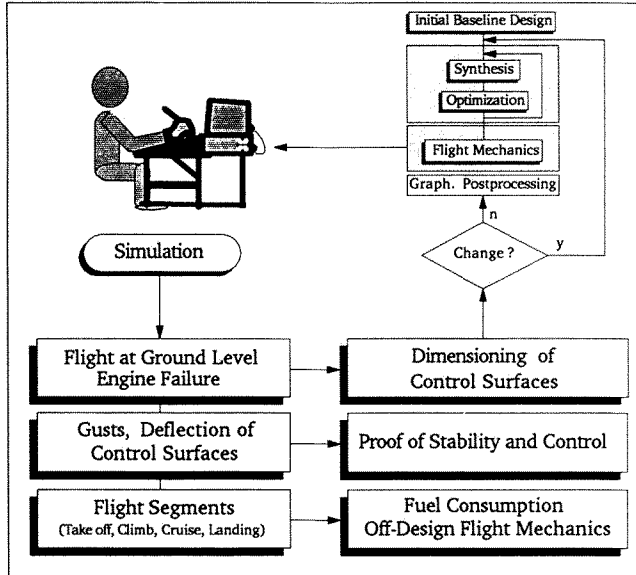 Initial Baseline Design
Synthesis
Optimization
Flight Mechanics
Graph. Postprocessing
n
Change ?
y
Simulation
Flight at Ground Level
Engine Failure
Dimensioning of
Control Surfaces
Gusts, Deflection of
Control Surfaces
Proof of Stability and Control
Flight Segments
(Take off, Climb, Cruise, Landing)
Fuel Consumption
Off-Design Flight Mechanics